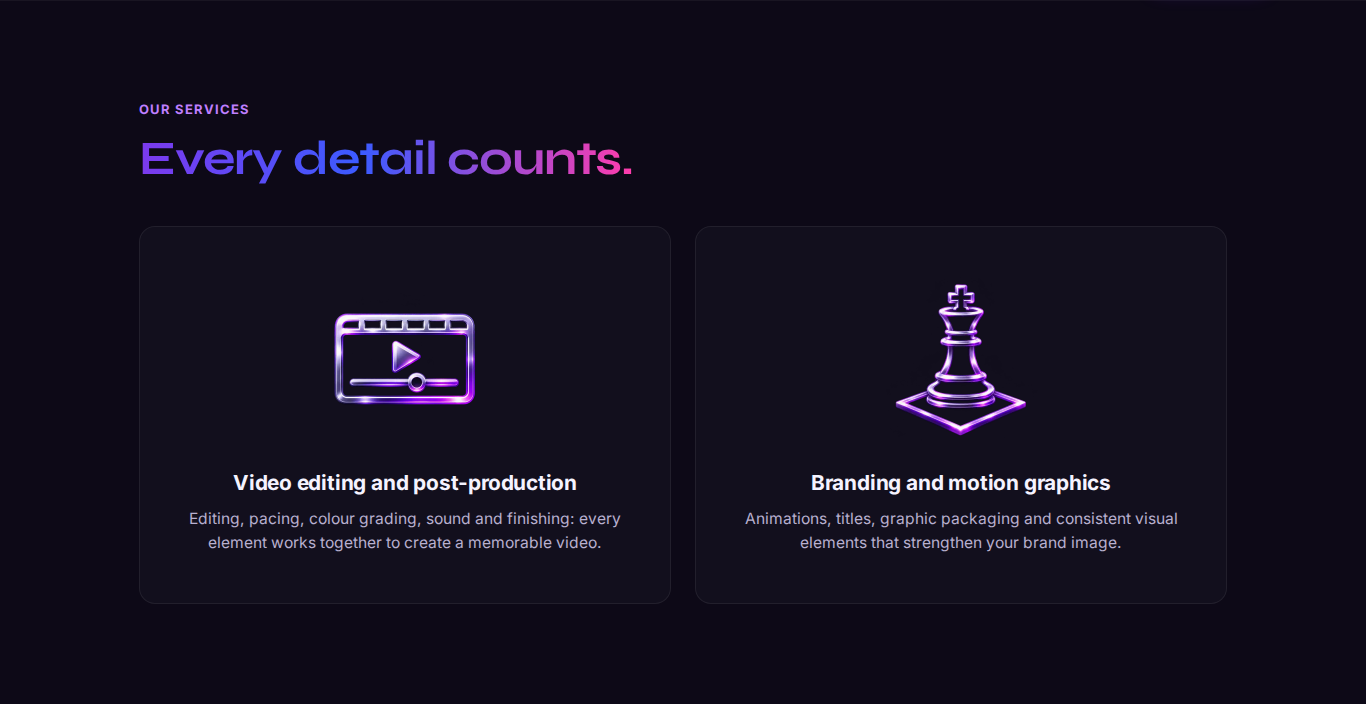 OUR SERVICES
Every detail counts.
Video editing and post-production
Editing, pacing, colour grading, sound and finishing: every
element works together to create a memorable video.
Branding and motion graphics
Animations, titles, graphic packaging and consistent visual
elements that strengthen your brand image.